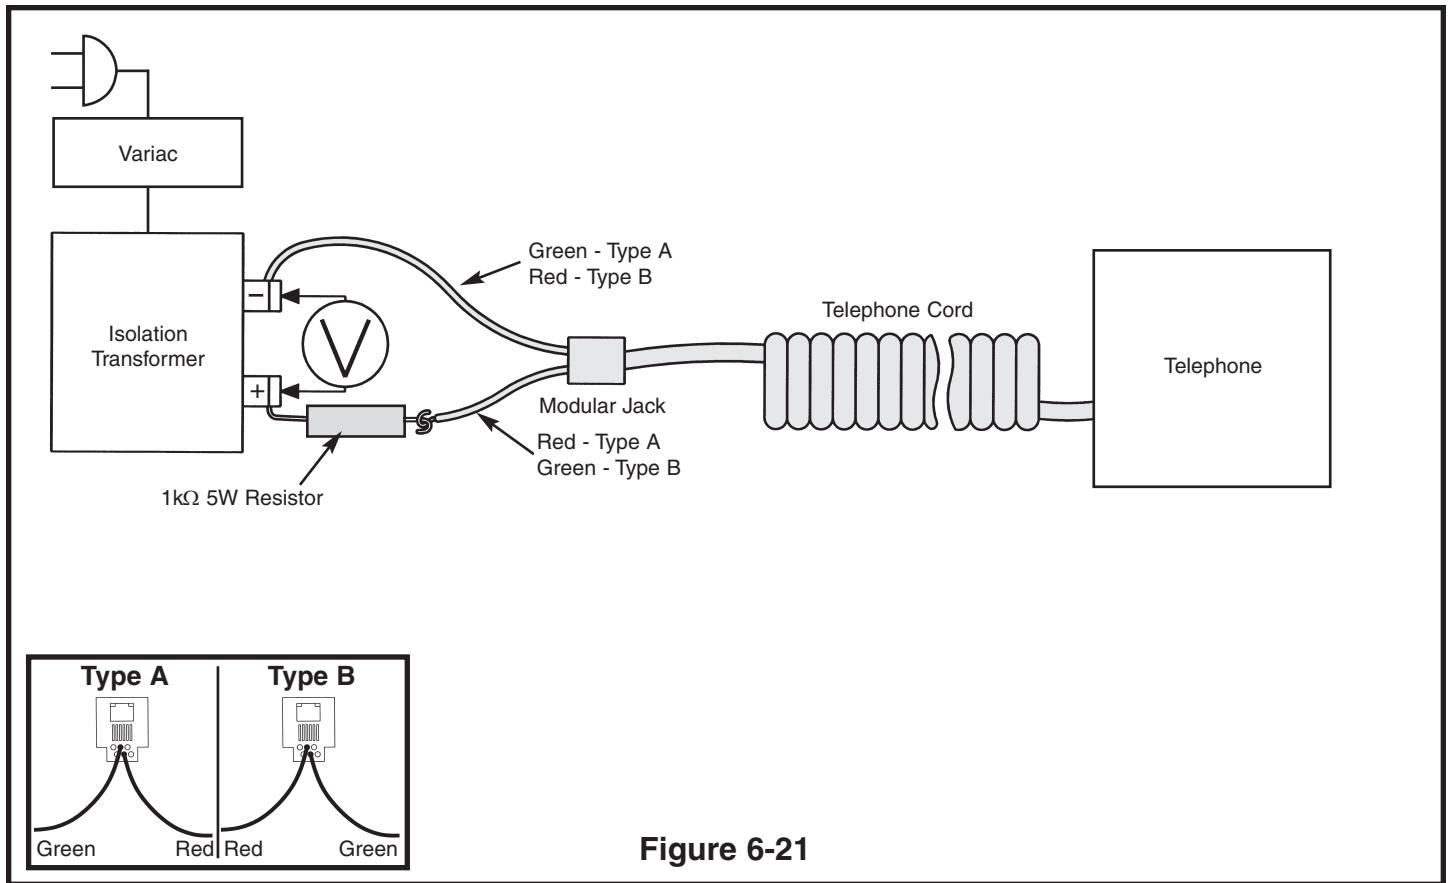 Variac
Isolation
Transformer
−
+
V
Green - Type A
Red - Type B
Telephone Cord
Telephone
Modular Jack
Red - Type A
Green - Type B
1kΩ 5W Resistor
Type A
Type B
Green
Red
Red
Green
Figure 6-21